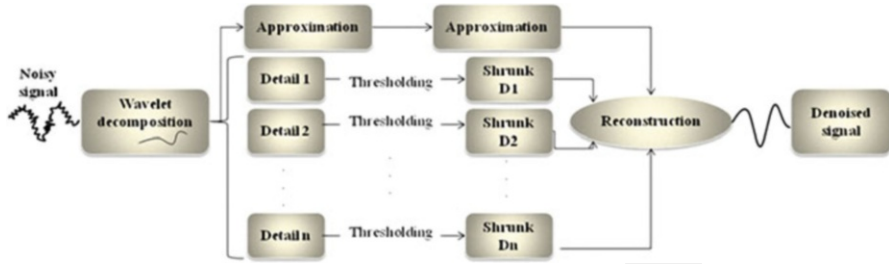 Approximation
Approximation
Noisy
signal
Wavelet
decomposition
Detail 1
Thresholding
Shrunk
D1
Detail 2
Thresholding
Shrunk
D2
Detail n
Thresholding
Shrunk
Dn
Reconstruction
Denoised
signal